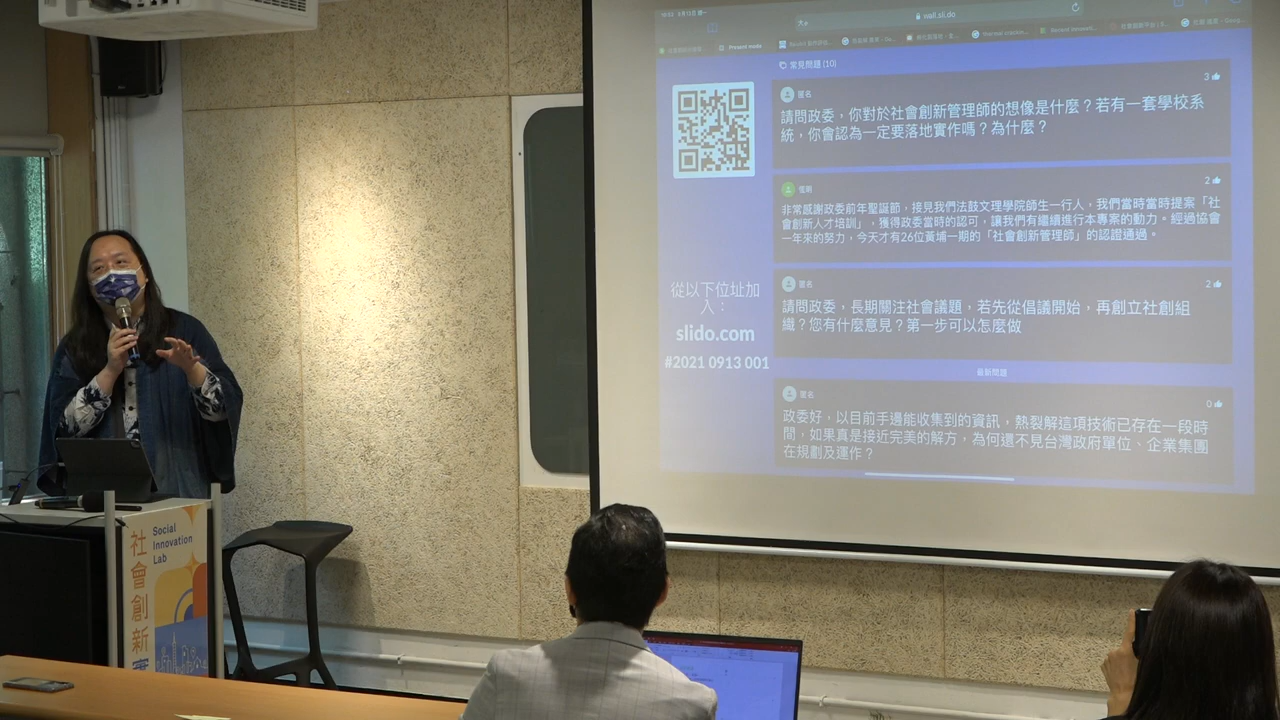 wall.sli.do
常見問題 (10)
匿名
3
請問政委，你對於社會創新管理師的想像是什麼？若有一套學校系
統，你會認為一定要落地實作嗎？為什麼？
2
非常感謝政委前年聖誕節，接見我們法鼓文理學院師生一行人，我們當時當時提案「社
會創新人才培訓」，獲得政委當時的認可，讓我們有繼續進行本專案的動力。經過協會
一年來的努力，今天才有26位黃埔一期的「社會創新管理師」的認證通過。
匿名
2
請問政委，長期關注社會議題，若先從倡議開始，再創立社創組
織？您有什麼意見？第一步可以怎麼做
最新問題
匿名
0
政委好，以目前手邊能收集到的資訊，熱裂解這項技術已存在一段時
間，如果真是接近完美的解方，為何還不見台灣政府單位、企業集團
在規劃及運作？
從以下位址加
入：
slido.com
#2021 0913 001
Social
Innovation
Lab
社會創新實